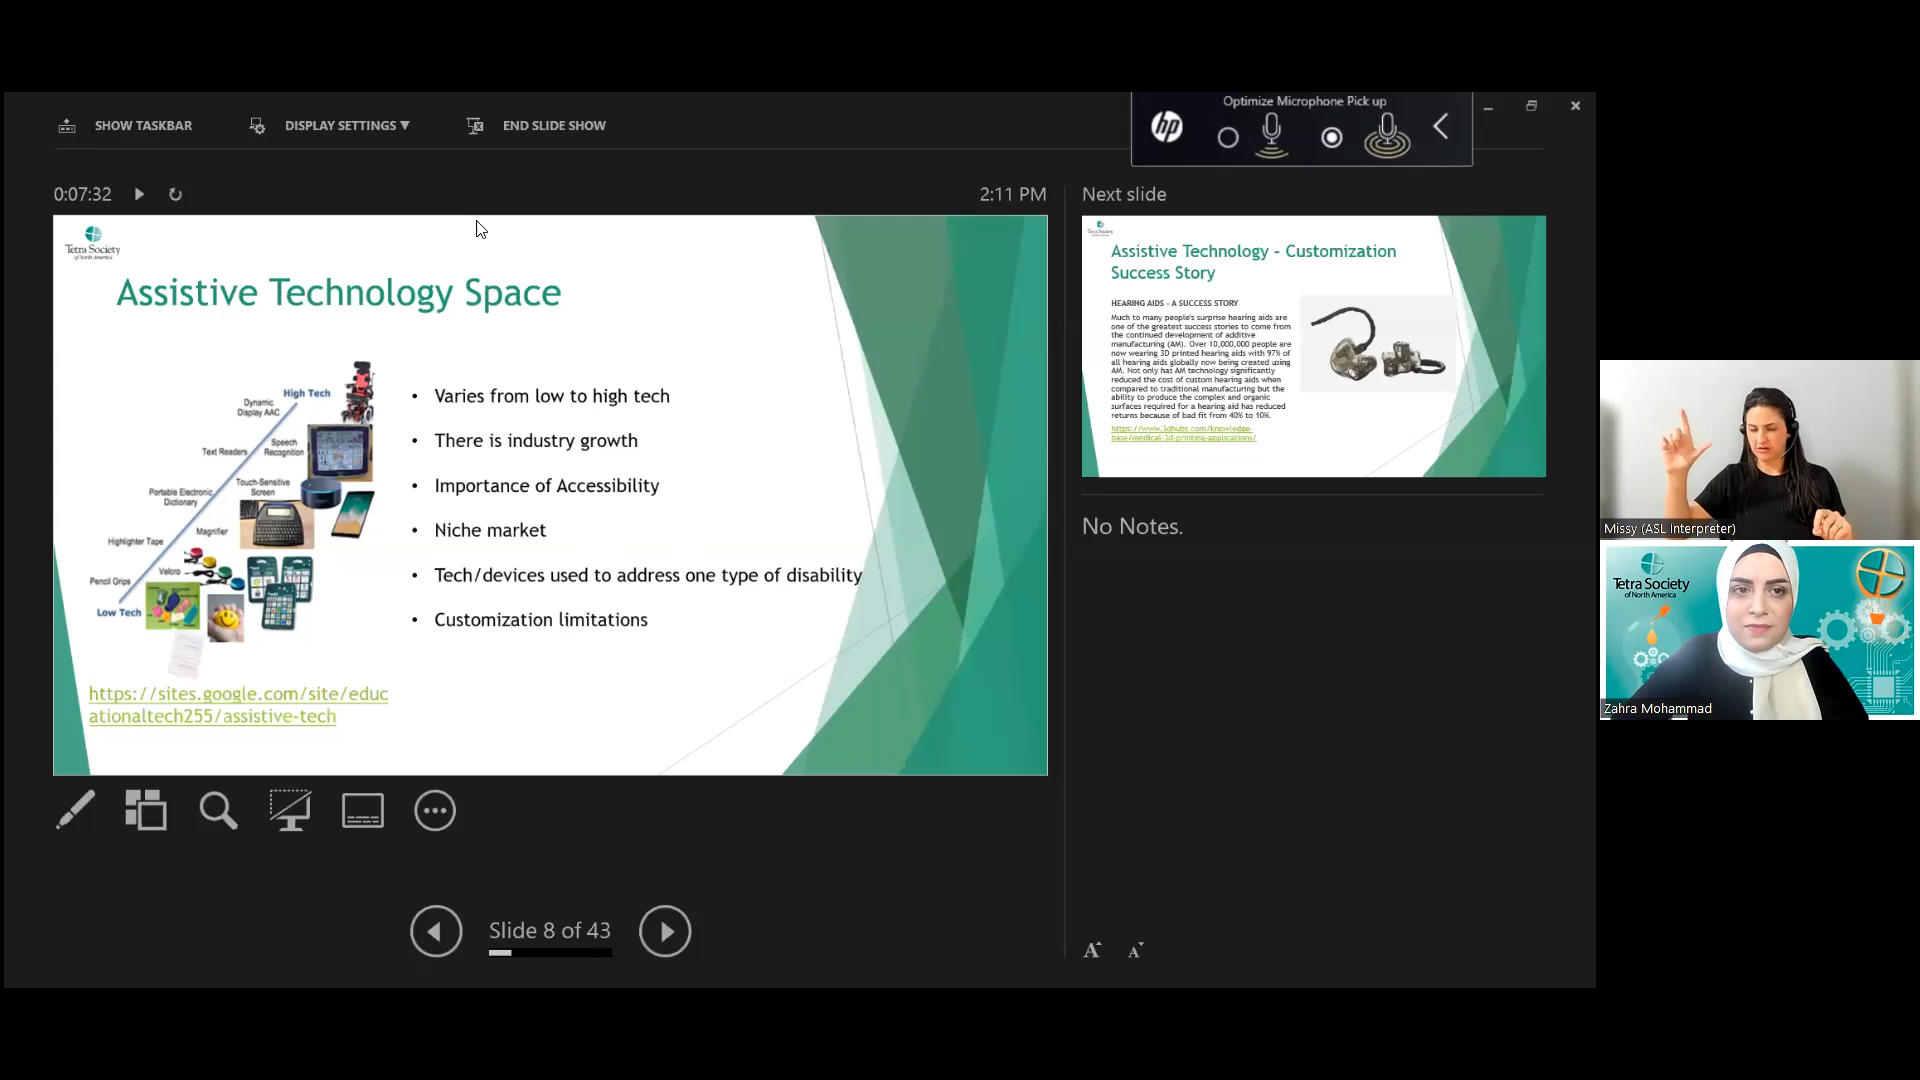 SHOW TASKBAR
DISPLAY SETTINGS ▼
END SLIDE SHOW
Optimize Microphone Pick up
hp
0:07:32
2:11 PM
Next slide
Tetra Society
of North America
Assistive Technology Space
High Tech
Dynamic
Display AAC
Speech
Recognition
Text Readers
Touch-Sensitive
Screen
Portable Electronic
Dictionary
Magnifier
Highlighter Tape
Velcro
Pencil Grips
Low Tech
• Varies from low to high tech
• There is industry growth
• Importance of Accessibility
• Niche market
• Tech/devices used to address one type of disability
• Customization limitations
https://sites.google.com/site/educ
ationaltech255/assistive-tech
Tetra Society
Assistive Technology - Customization
Success Story
HEARING AIDS - A SUCCESS STORY
Much to many people's surprise hearing aids are
one of the greatest success stories to come from
the continued development of additive
manufacturing (AM). Over 10,000,000 people are
now wearing 3D printed hearing aids with 97% of
all hearing aids globally now being created using
AM. Not only has AM technology significantly
reduced the cost of custom hearing aids when
compared to traditional manufacturing but the
ability to produce the complex and organic
surfaces required for a hearing aid has reduced
returns because of bad fit from 40% to 10%.
https://www.3dhubs.com/knowledge-
base/medical-3d-printing-applications/
No Notes.
Slide 8 of 43
A A
Missy (ASL Interpreter)
Tetra Society
of North America
Zahra Mohammad